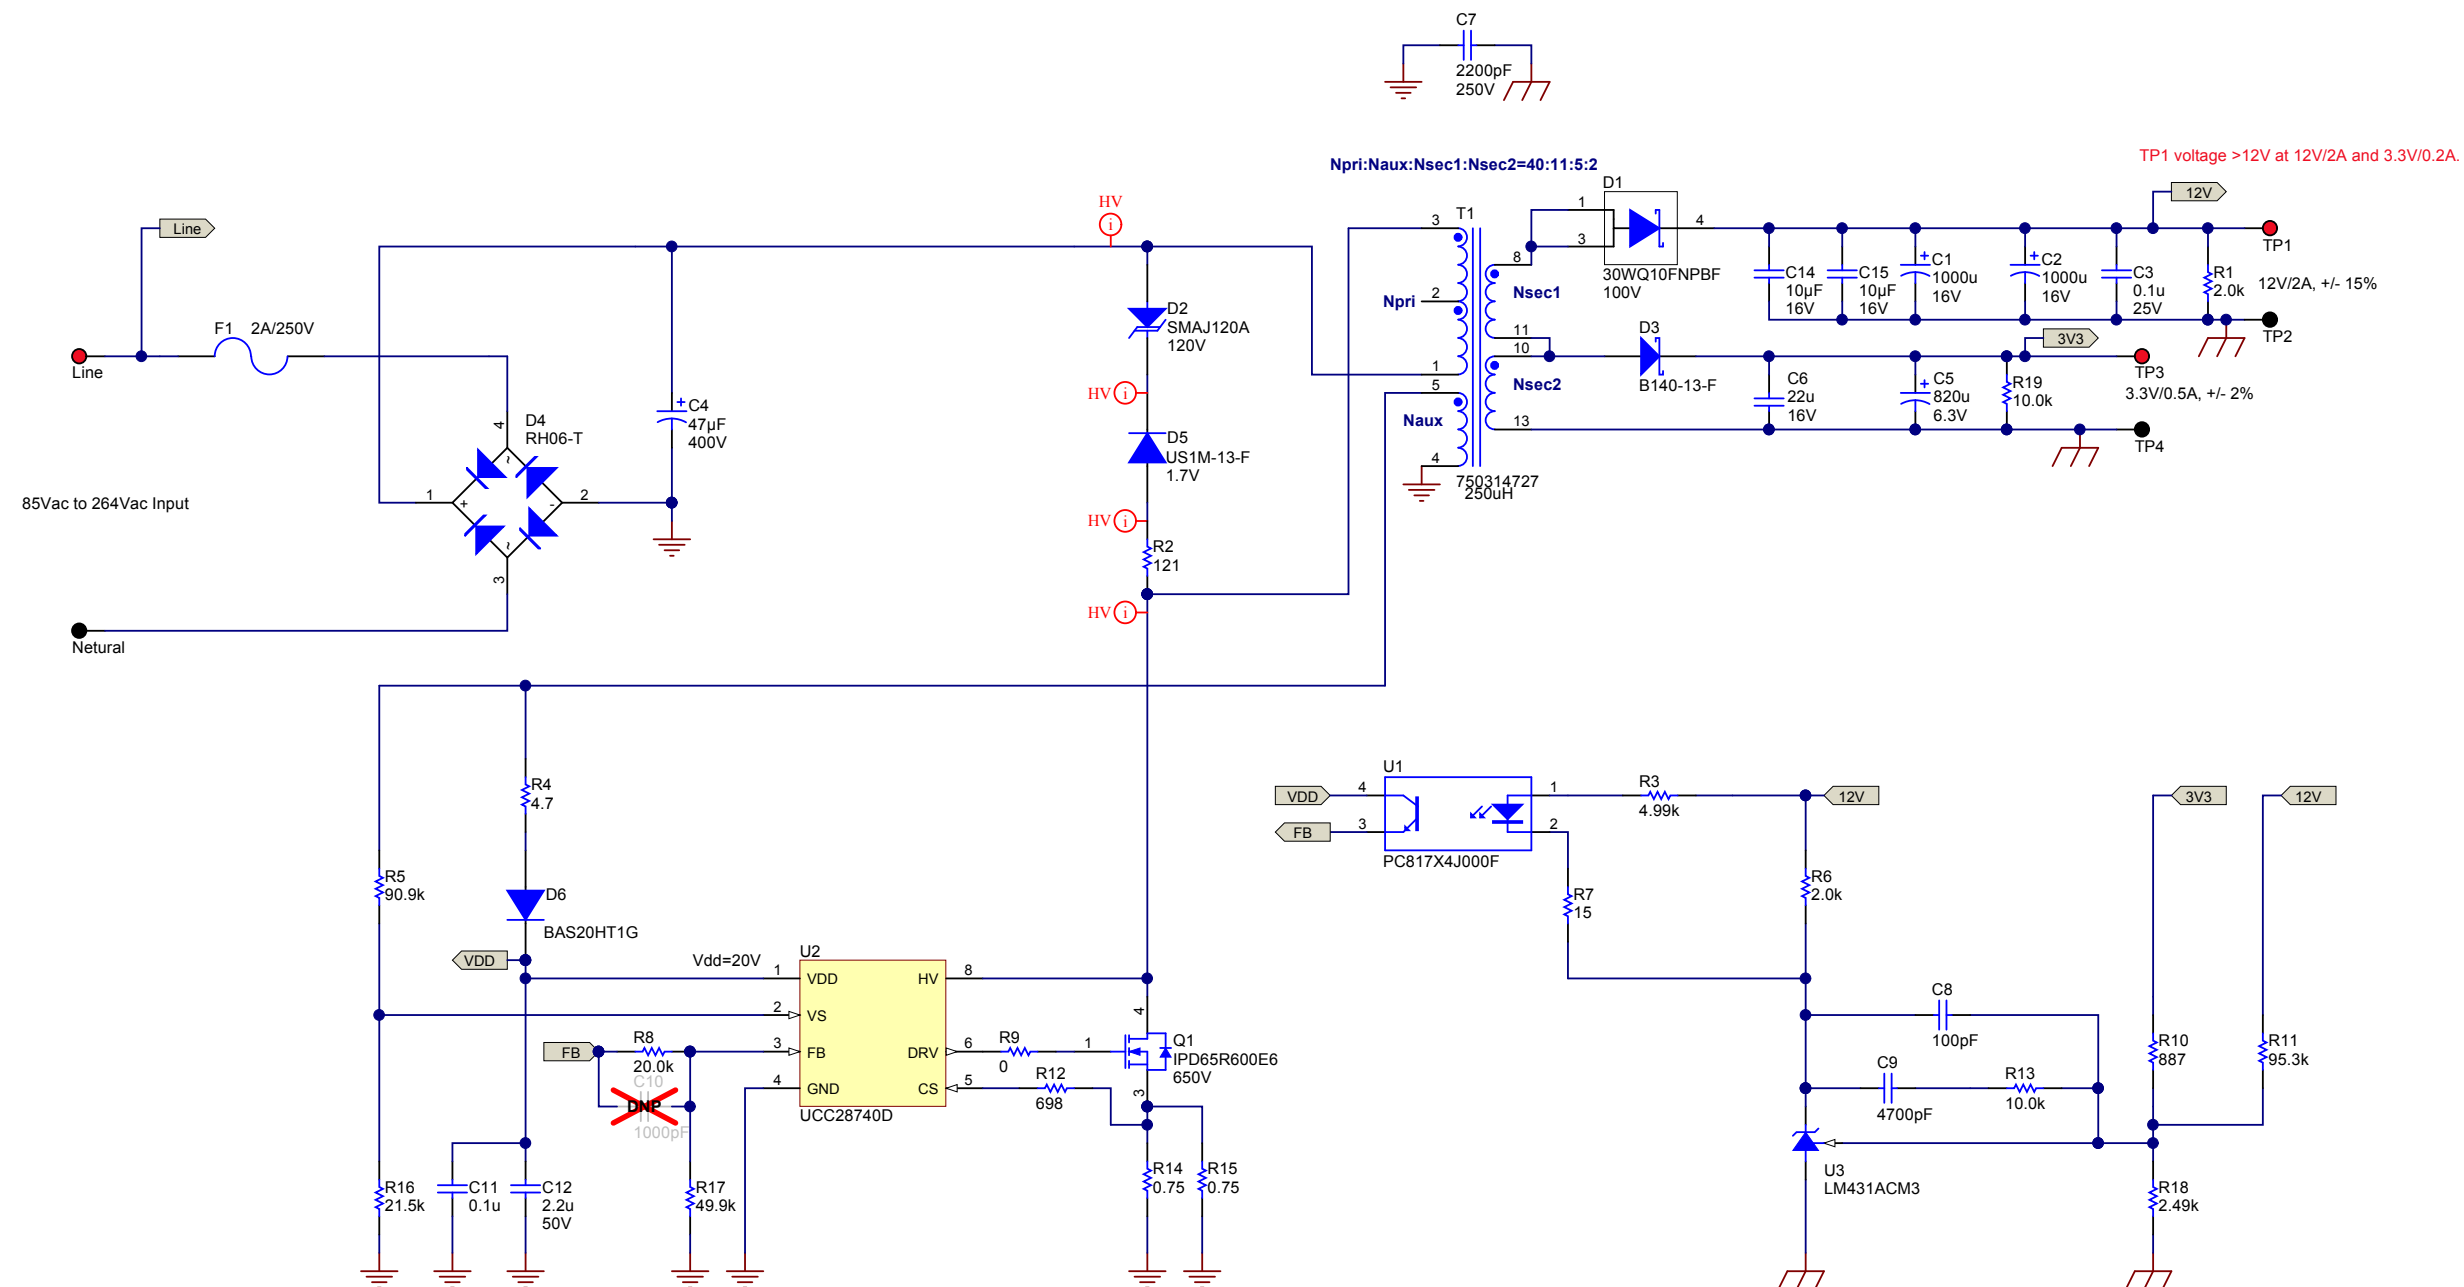 C7
2200pF
250V
TP1 voltage >12V at 12V/2A and 3.3V/0.2A.
Npri:Naux:Nsec1:Nsec2=40:11:5:2
Line
HV
i
T1
3
2
1
5
4
Npri
Naux
8
11
10
13
Nsec1
Nsec2
750314727
250uH
D1
1
3
4
30WQ10FNPBF
100V
12V
C14
10µF
16V
C15
10µF
16V
+
C1
1000u
16V
+
C2
1000u
16V
C3
0.1u
25V
R1
2.0k
TP1
12V/2A, +/- 15%
TP2
D3
B140-13-F
3V3
C6
22u
16V
+
C5
820u
6.3V
R19
10.0k
TP3
3.3V/0.5A, +/- 2%
TP4
F1 2A/250V
Line
D4
RH06-T
4
1
2
3
+
-
~
~
+
C4
47µF
400V
85Vac to 264Vac Input
Netural
D2
SMAJ120A
120V
HV
i
D5
US1M-13-F
1.7V
HV
i
R2
121
HV
i
R4
4.7
R5
90.9k
D6
BAS20HT1G
VDD
Vdd=20V
U2
1
VDD
2
VS
3
FB
4
GND
8
HV
6
DRV
5
CS
UCC28740D
FB
R8
20.0k
C10
DNP
1000pF
R9
0
R12
698
1
4
3
Q1
IPD65R600E6
650V
R16
21.5k
C11
0.1u
C12
2.2u
50V
R17
49.9k
R14
0.75
R15
0.75
U1
VDD
4
FB
3
1
2
PC817X4J000F
R3
4.99k
12V
R7
15
R6
2.0k
3V3
12V
C8
100pF
C9
4700pF
R13
10.0k
R10
887
R11
95.3k
U3
LM431ACM3
R18
2.49k